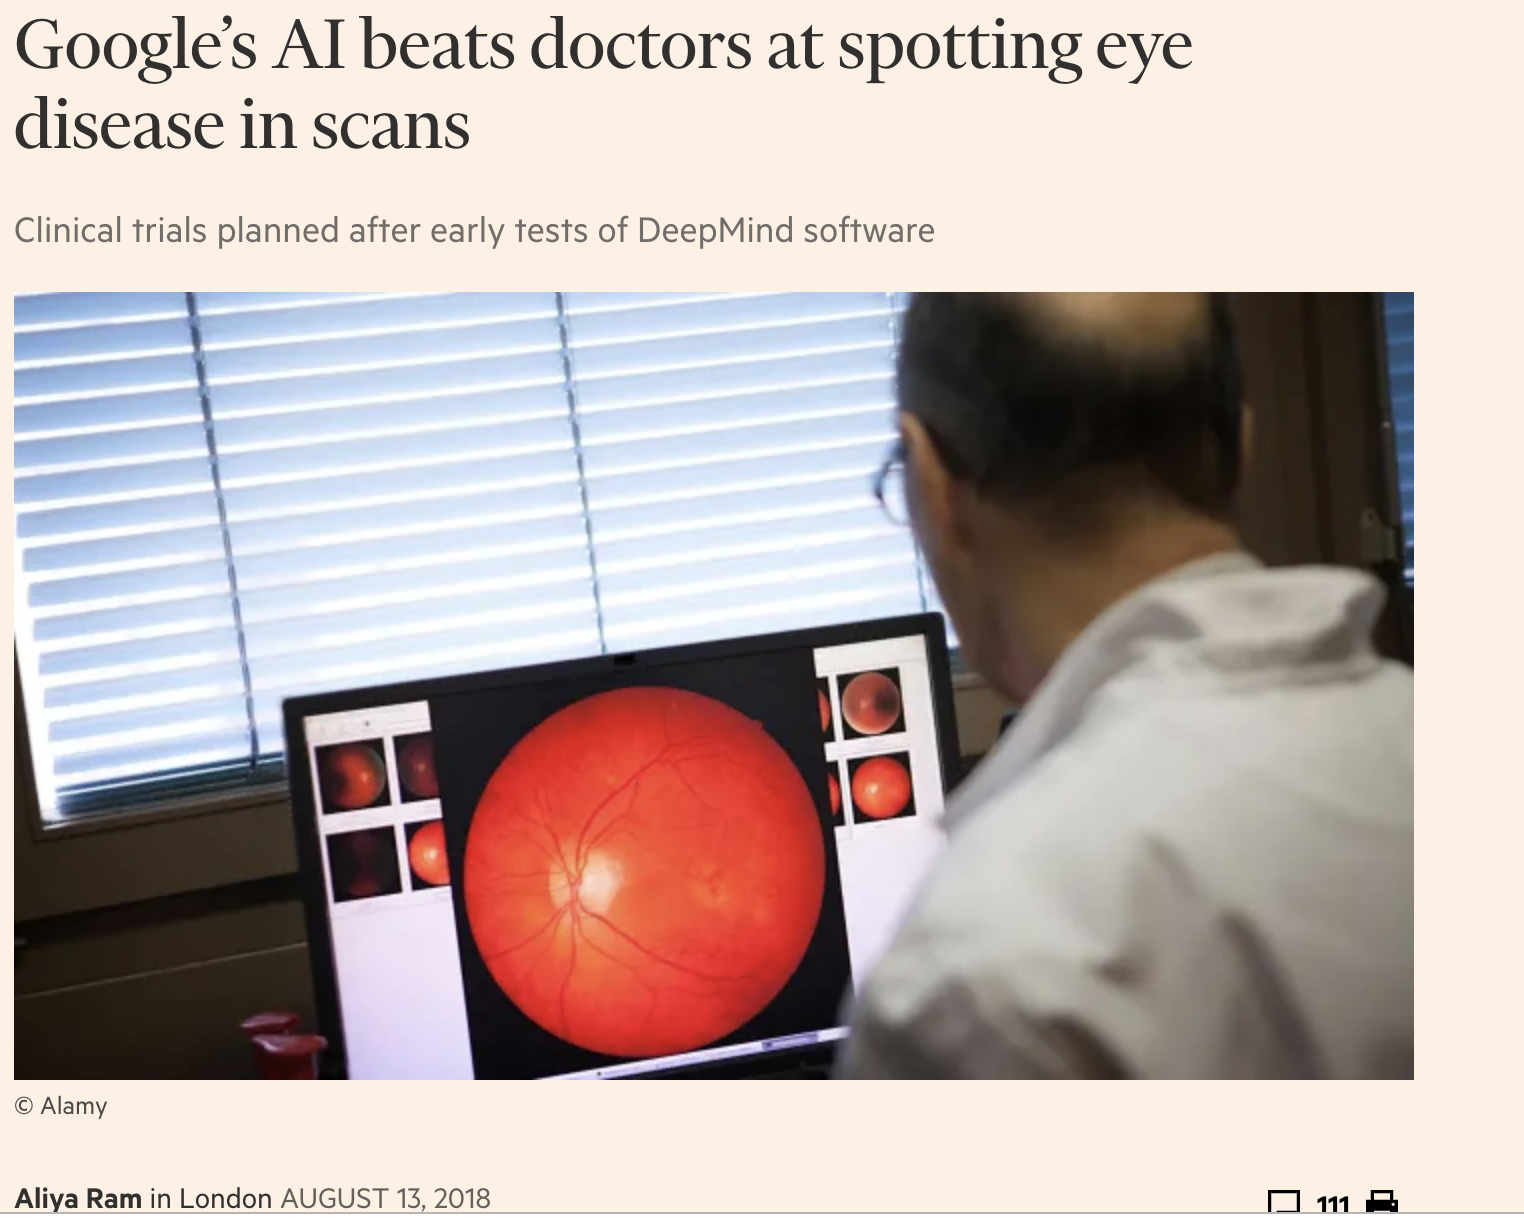 Google’s AI beats doctors at spotting eye
disease in scans
Clinical trials planned after early tests of DeepMind software
© Alamy
Aliya Ram in London AUGUST 13, 2018
111